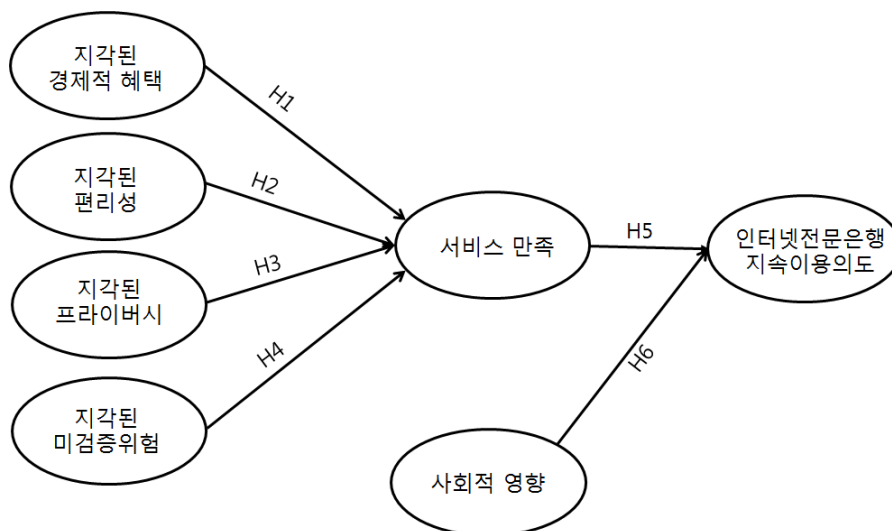 지각된
경제적 혜택
H1
지각된
편리성
H2
서비스 만족
H5
인터넷전문은행
지속이용의도
지각된
프라이버시
H3
H4
H6
지각된
미검증위험
사회적 영향